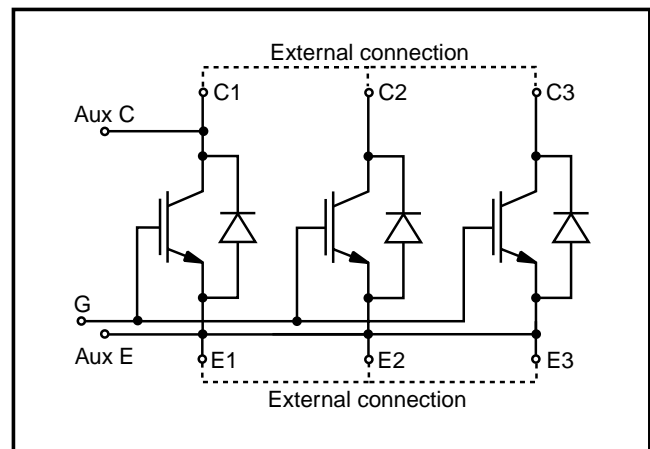 External connection
C1
C2
C3
Aux C
G
Aux E
E1
E2
E3
External connection